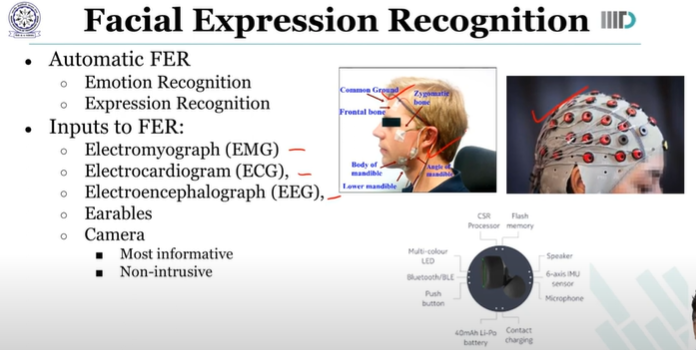 Facial Expression Recognition
Automatic FER
Emotion Recognition
Expression Recognition
Inputs to FER:
Electromyograph (EMG)
Electrocardiogram (ECG),
Electroencephalograph (EEG),
Earables
Camera
Most informative
Non-intrusive
Common Ground
Zygomatic
bone
Frontal bone
Body of
mandible
Angle of
mandible
Lower mandible
CSR
Processor
Flash
memory
Multi-colour
LED
Speaker
Bluetooth/BLE
6-axis IMU
sensor
Push
button
Microphone
40mAh Li-Po
battery
Contact
charging